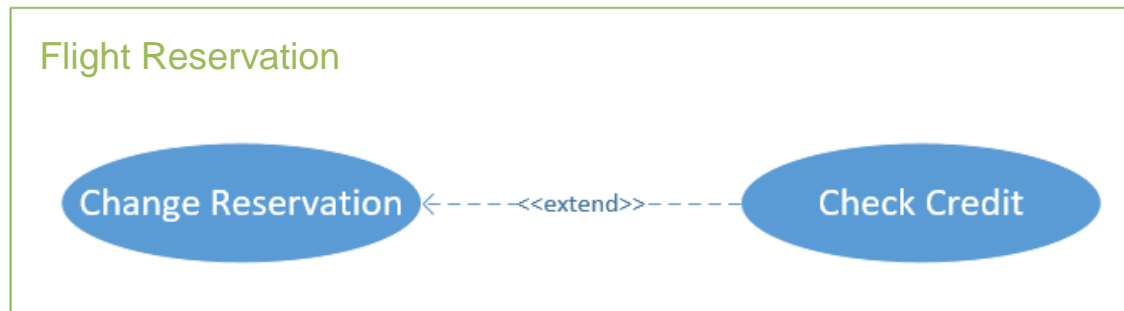 Flight Reservation
Change Reservation
<<extend>>
Check Credit